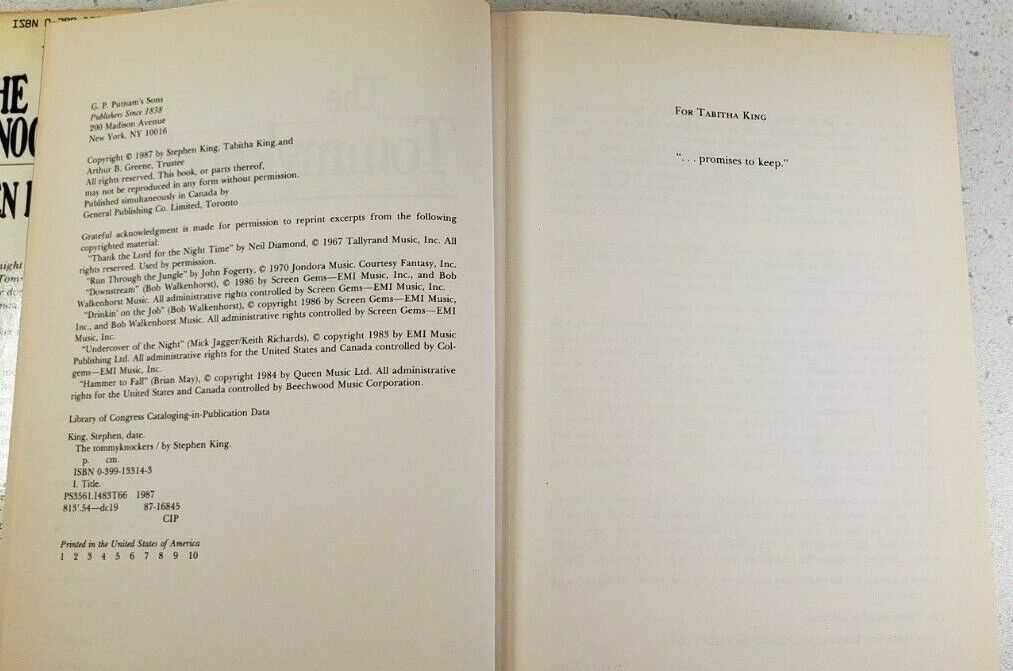 ISBN 0-399-133
HE
NOC
EN
night
Tomm
G. P. Putnam's Sons
Publishers Since 1838
200 Madison Avenue
New York, NY 10016
Copyright © 1987 by Stephen King, Tabitha King, and
Arthur B. Greene, Trustee
All rights reserved. This book, or parts thereof,
may not be reproduced in any form without permission.
Published simultaneously in Canada by
General Publishing Co. Limited, Toronto
Grateful acknowledgment is made for permission to reprint excerpts from the following
copyrighted material:
"Thank the Lord for the Night Time" by Neil Diamond, © 1967 Tallyrand Music, Inc. All
rights reserved. Used by permission.
"Run Through the Jungle" by John Fogerty, © 1970 Jondora Music. Courtesy Fantasy, Inc.
"Downstream" (Bob Walkenhorst), © 1986 by Screen Gems—EMI Music, Inc., and Bob
Walkenhorst Music. All administrative rights controlled by Screen Gems—EMI Music, Inc.
"Drinkin' on the Job" (Bob Walkenhorst), © copyright 1986 by Screen Gems—EMI Music,
Inc., and Bob Walkenhorst Music. All administrative rights controlled by Screen Gems—EMI
Music, Inc.
"Undercover of the Night" (Mick Jagger/Keith Richards), © copyright 1983 by EMI Music
Publishing Ltd. All administrative rights for the United States and Canada controlled by Col-
gems—EMI Music, Inc.
"Hammer to Fall" (Brian May), © copyright 1984 by Queen Music Ltd. All administrative
rights for the United States and Canada controlled by Beechwood Music Corporation.
Library of Congress Cataloging-in-Publication Data
King, Stephen, date.
The tommyknockers / by Stephen King.
p. cm.
ISBN 0-399-13314-3
I. Title.
PS3561.I483T66 1987
813'.54—dc19 87-16845
CIP
Printed in the United States of America
1 2 3 4 5 6 7 8 9 10
For Tabitha King
". . . promises to keep."